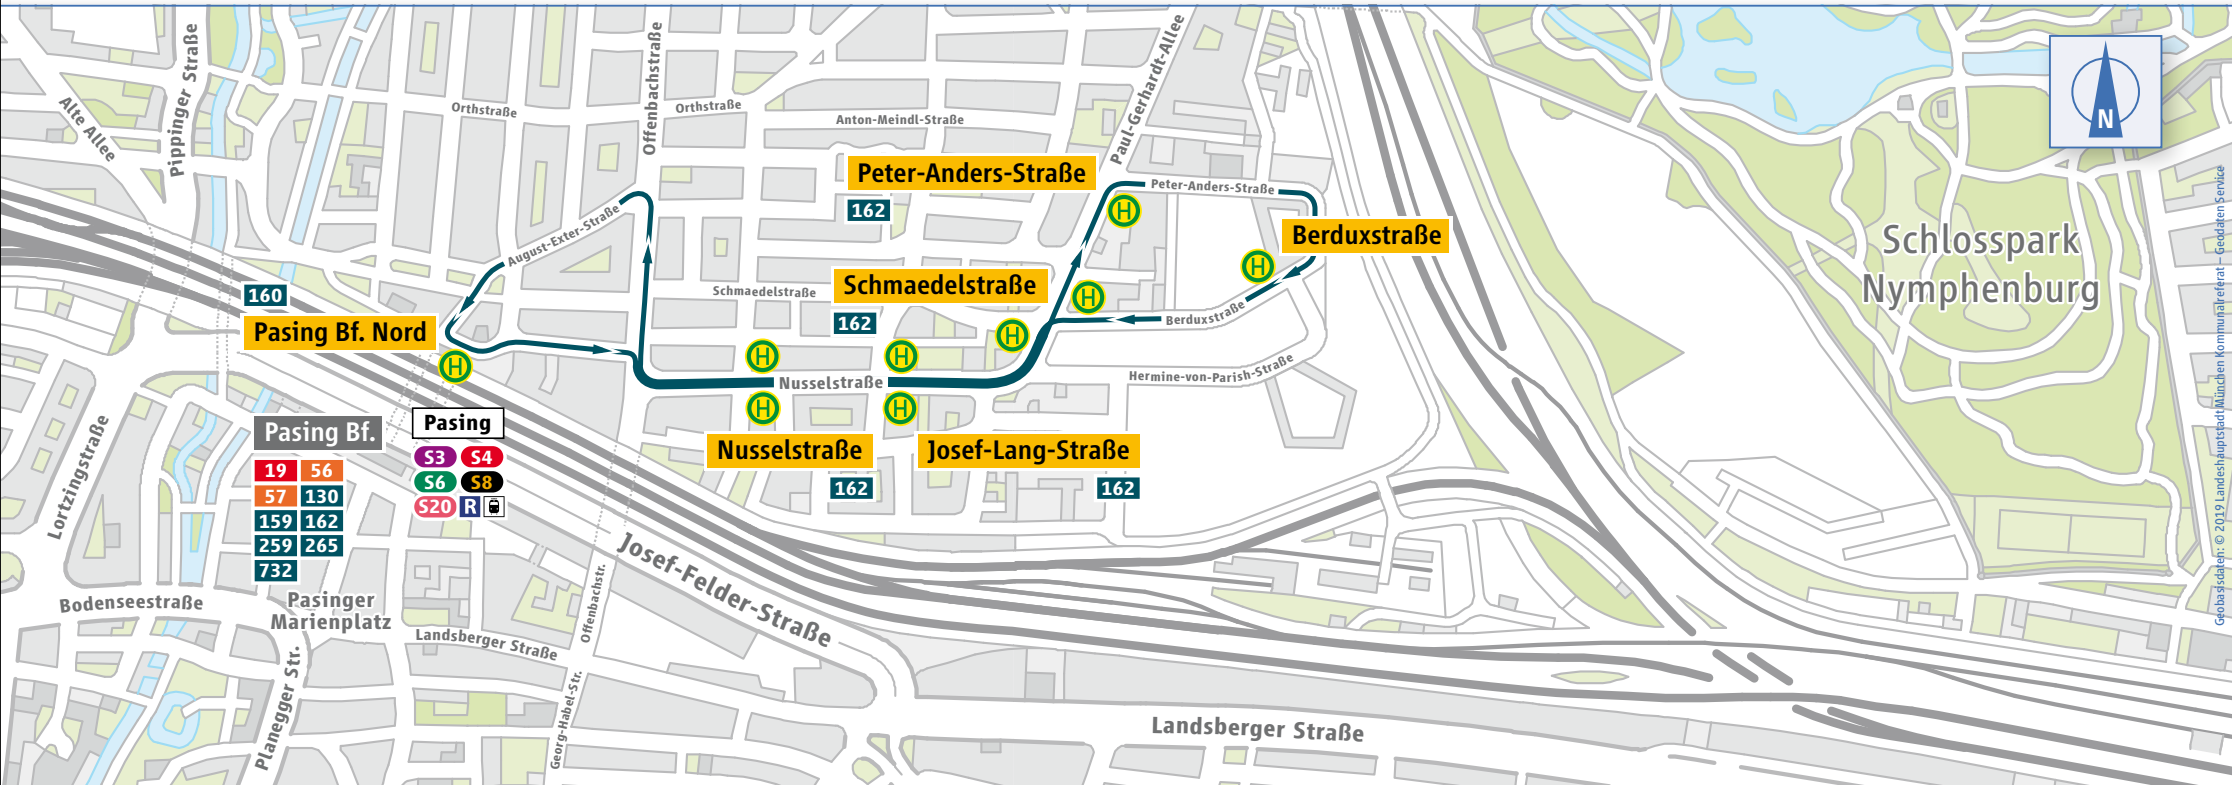 Pippinger Straße
Alte Allee
Orthstraße
Offenbachstraße
Orthstraße
Anton-Meindl-Straße
Paul-Gerhardt-Allee
N
Peter-Anders-Straße
162
Peter-Anders-Straße
August-Exter-Straße
Berduxstraße
Schlosspark
Nymphenburg
Schmaedelstraße
Schmaedelstraße
162
H
H
H
H
Berduxstraße
160
Pasing Bf. Nord
H
H
H
Nusselstraße
Hermine-von-Parish-Straße
H
H
Nusselstraße
162
Josef-Lang-Straße
162
Pasing Bf.
19 56
57 130
159 162
259 265
732
Pasing
S3 S4
S6 S8
S20 R
Lortzingstraße
Bodenseestraße
Pasinger
Marienplatz
Landsberger Straße
Offenbachstr.
Josef-Felder-Straße
Planegger Str.
Georg-Habel-Str.
Landsberger Straße
Geobasisdaten: © 2019 Landeshauptstadt München Kommunalreferat – Geodaten Service